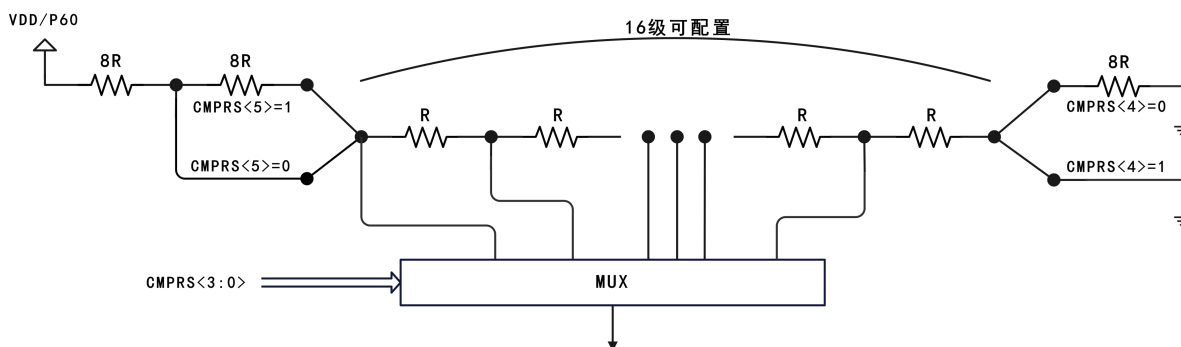 VDD/P60
16级可配置
8R
8R
8R
CMPRS<5>=1
CMPRS<4>=0
R
R
R
R
CMPRS<5>=0
CMPRS<4>=1
CMPRS<3:0>
MUX